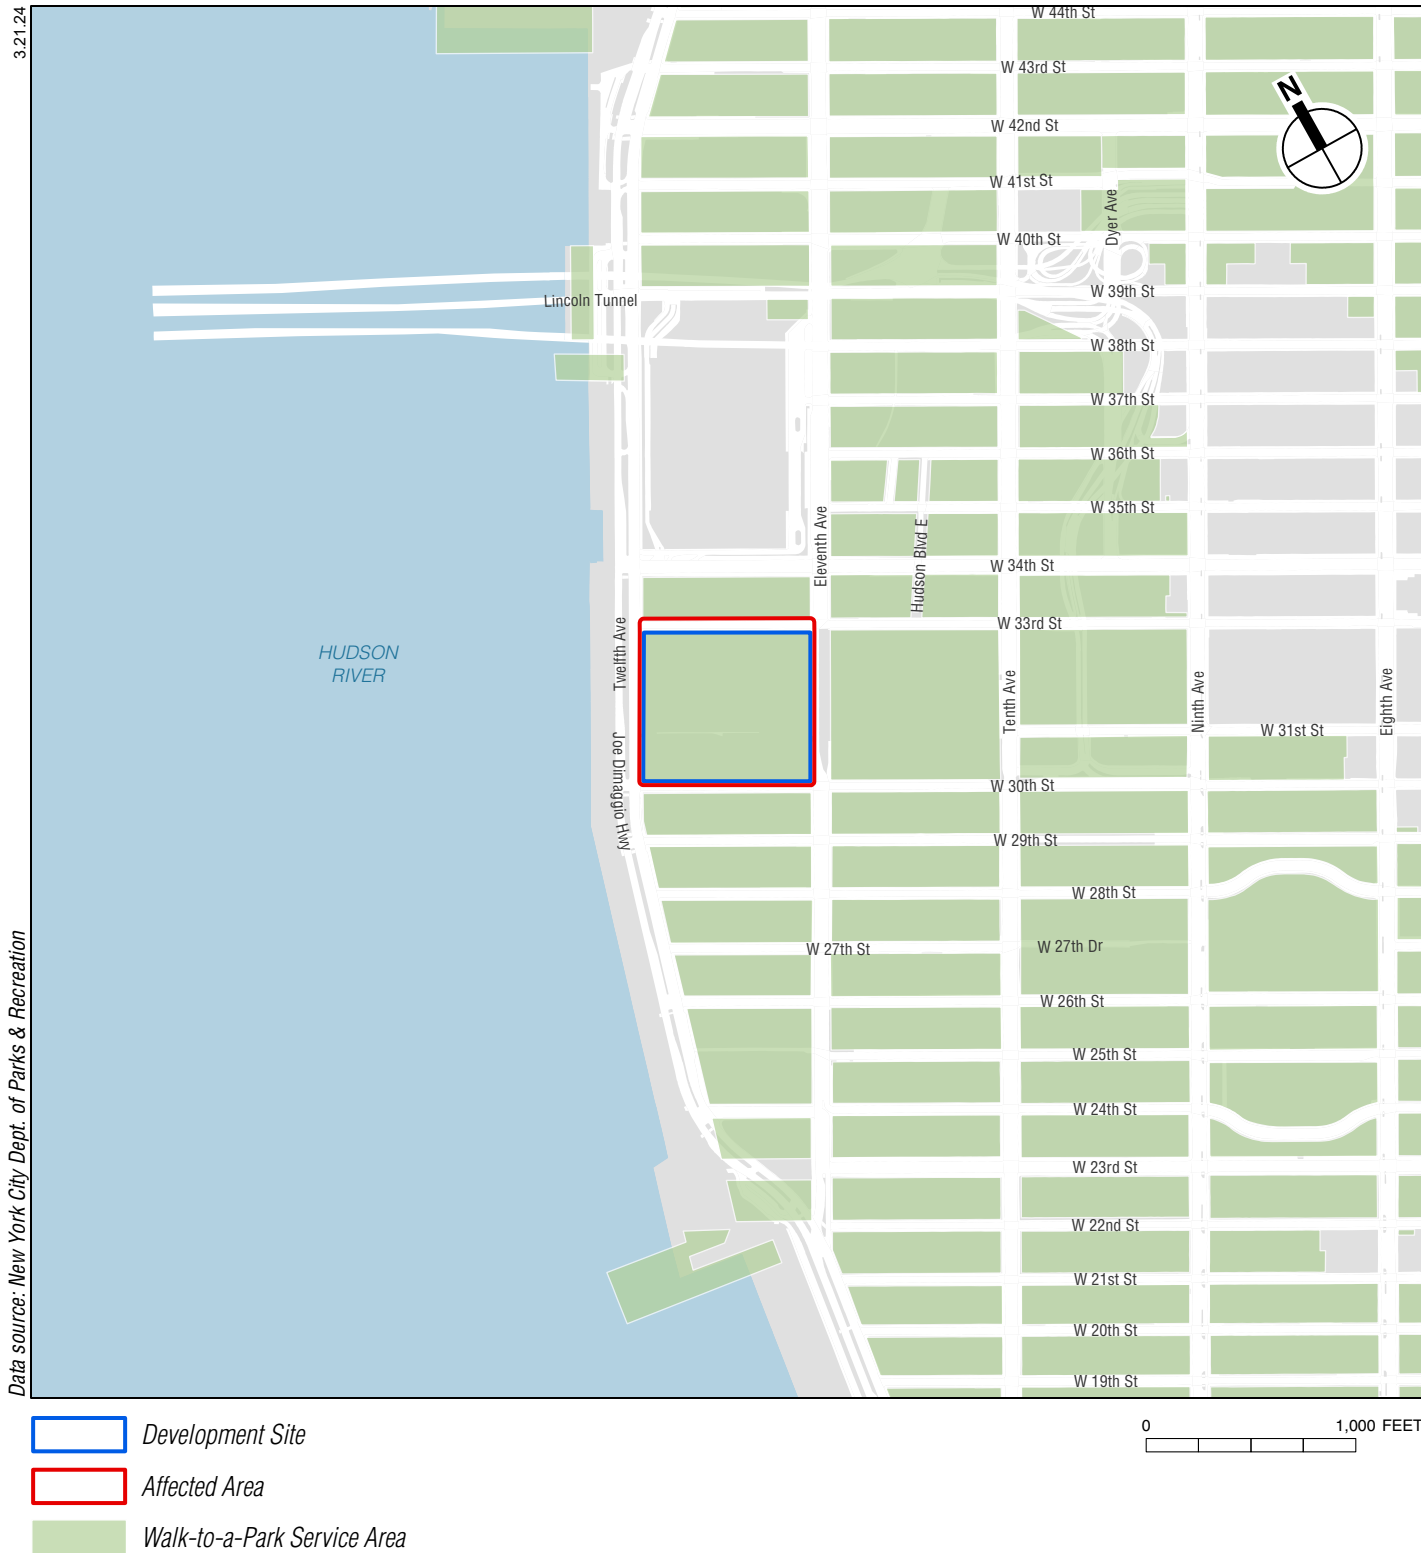 3.21.24
W 44th St
W 43rd St
N
W 42nd St
W 41st St
Dyer Ave
W 40th St
W 39th St
Lincoln Tunnel
W 38th St
W 37th St
W 36th St
W 35th St
Eleventh Ave
Hudson Blvd E
W 34th St
W 33rd St
Twelfth Ave
HUDSON
RIVER
Tenth Ave
Ninth Ave
Eighth Ave
W 31st St
Joe Dimaggio Hwy
W 30th St
W 29th St
W 28th St
W 27th St
W 27th Dr
W 26th St
W 25th St
W 24th St
W 23rd St
W 22nd St
W 21st St
W 20th St
W 19th St
Data source: New York City Dept. of Parks & Recreation
Development Site
0 1,000 FEET
Affected Area
Walk-to-a-Park Service Area